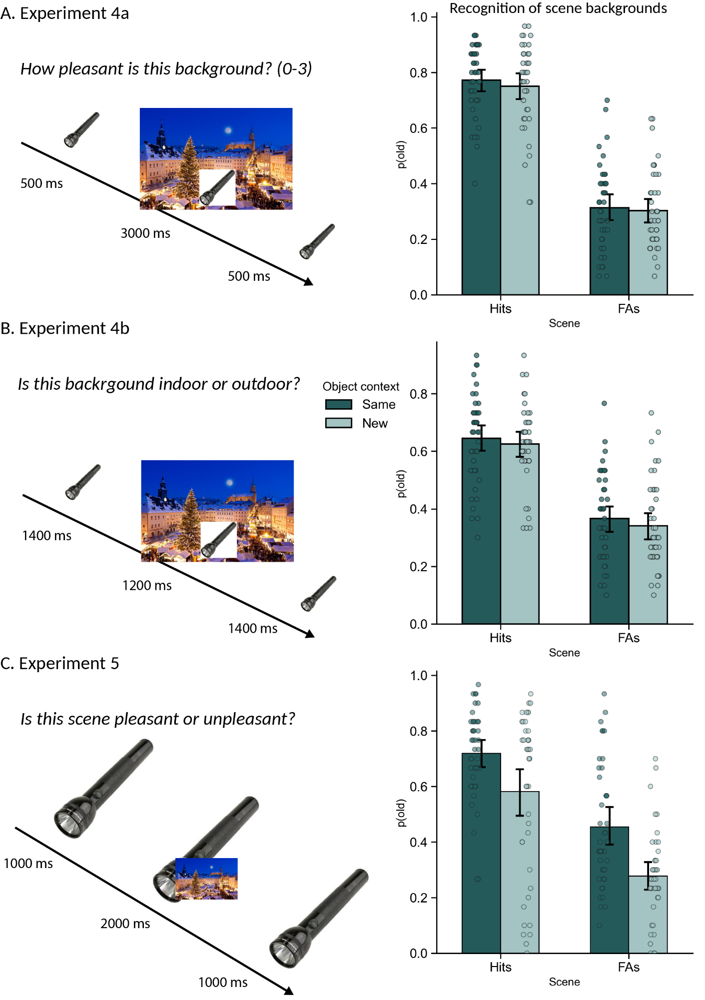 A. Experiment 4a
How pleasant is this background? (0-3)
500 ms
3000 ms
500 ms
Recognition of scene backgrounds
1.0
0.8
0.6
0.4
0.2
0.0
p(old)
Hits
FAs
Scene
B. Experiment 4b
Is this backrgound indoor or outdoor?
1400 ms
1200 ms
1400 ms
Object context
Same
New
0.8
0.6
0.4
0.2
0.0
p(old)
Hits
FAs
Scene
C. Experiment 5
Is this scene pleasant or unpleasant?
1000 ms
2000 ms
1000 ms
1.0
0.8
0.6
0.4
0.2
0.0
p(old)
Hits
FAs
Scene